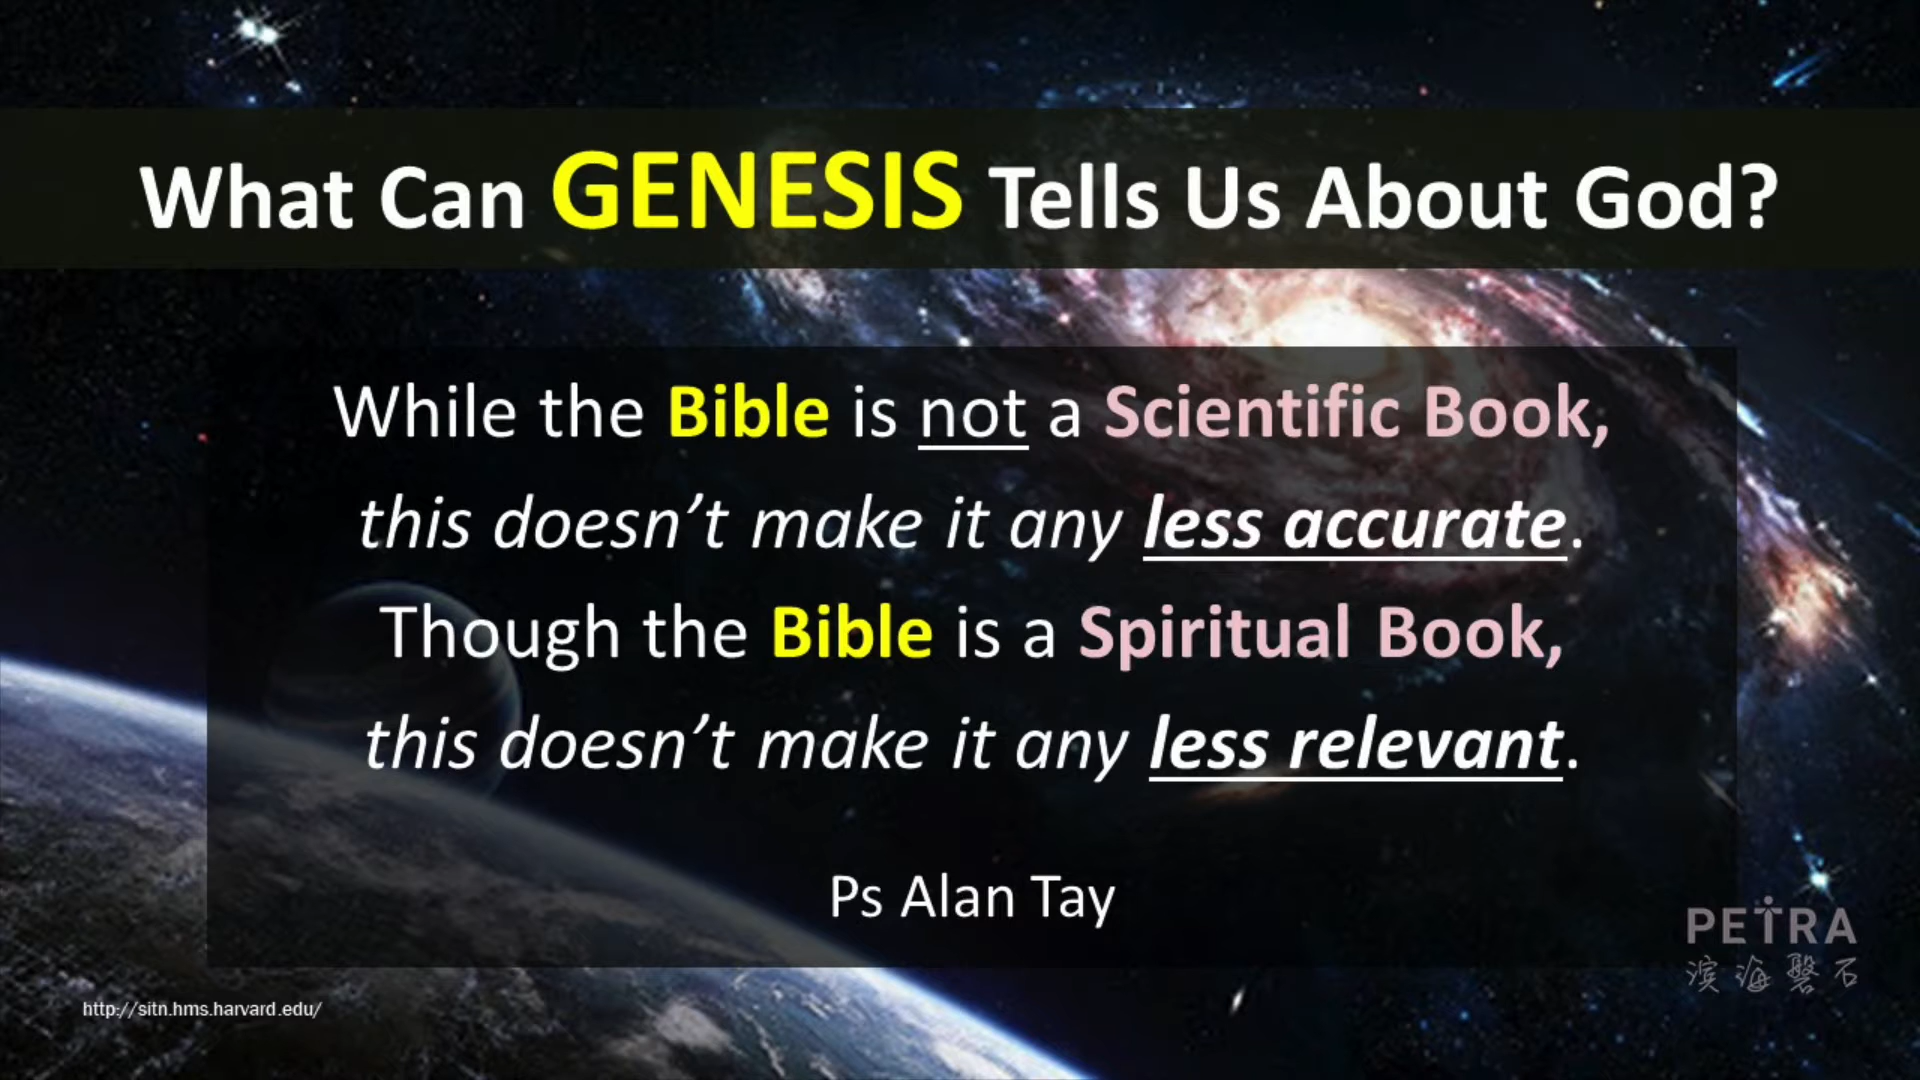 What Can GENESIS Tells Us About God?
While the Bible is not a Scientific Book,
this doesn’t make it any less accurate.
Though the Bible is a Spiritual Book,
this doesn’t make it any less relevant.
Ps Alan Tay
PETRA
滨海磐石
http://sitn.hms.harvard.edu/